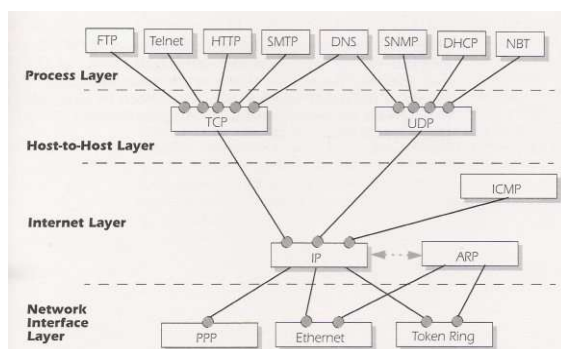 FTP Telnet HTTP SMTP DNS SNMP DHCP NBT
Process Layer
TCP UDP
Host-to-Host Layer
ICMP
Internet Layer
IP ARP
Network
Interface
Layer
PPP Ethernet Token Ring